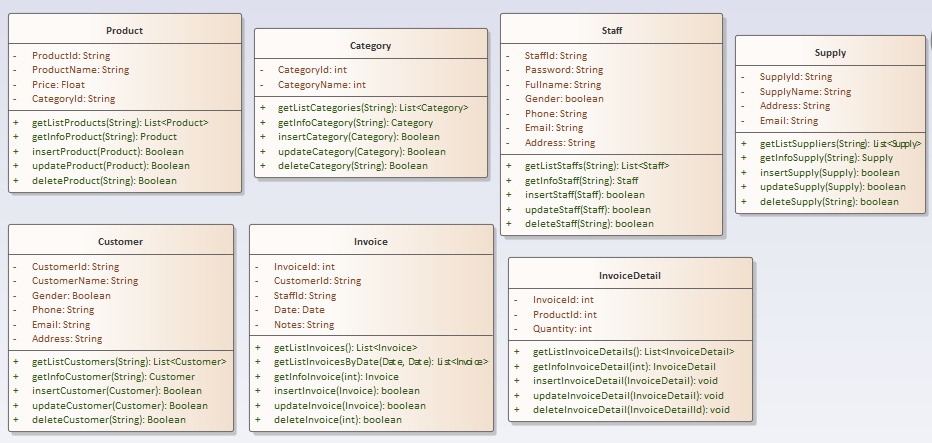 Product
- ProductId: String
- ProductName: String
- Price: Float
- CategoryId: String
+ getListProducts(String): List<Product>
+ getInfoProduct(String): Product
+ insertProduct(Product): Boolean
+ updateProduct(Product): Boolean
+ deleteProduct(String): Boolean
Category
- CategoryId: int
- CategoryName: int
+ getListCategories(String): List<Category>
+ getInfoCategory(String): Category
+ insertCategory(Category): Boolean
+ updateCategory(Category): Boolean
+ deleteCategory(String): Boolean
Staff
- StaffId: String
- Password: String
- Fullname: String
- Gender: boolean
- Phone: String
- Email: String
- Address: String
+ getListStaffs(String): List<Staff>
+ getInfoStaff(String): Staff
+ insertStaff(Staff): boolean
+ updateStaff(Staff): boolean
+ deleteStaff(String): boolean
Supply
- SupplyId: String
- SupplyName: String
- Address: String
- Email: String
+ getListSuppliers(String): List<Supply>
+ getInfoSupply(String): Supply
+ insertSupply(Supply): boolean
+ updateSupply(Supply): boolean
+ deleteSupply(String): boolean
Customer
- CustomerId: String
- CustomerName: String
- Gender: Boolean
- Phone: String
- Email: String
- Address: String
+ getListCustomers(String): List<Customer>
+ getInfoCustomer(String): Customer
+ insertCustomer(Customer): Boolean
+ updateCustomer(Customer): Boolean
+ deleteCustomer(String): Boolean
Invoice
- InvoiceId: int
- CustomerId: String
- StaffId: String
- Date: Date
- Notes: String
+ getListInvoices(): List<Invoice>
+ getListInvoicesByDate(Date, Date): List<Invoice>
+ getInfoInvoice(int): Invoice
+ insertInvoice(Invoice): boolean
+ updateInvoice(Invoice): boolean
+ deleteInvoice(int): boolean
InvoiceDetail
- InvoiceId: int
- ProductId: int
- Quantity: int
+ getListInvoiceDetails(): List<InvoiceDetail>
+ getInfoInvoiceDetail(int): InvoiceDetail
+ insertInvoiceDetail(InvoiceDetail): void
+ updateInvoiceDetail(InvoiceDetail): void
+ deleteInvoiceDetail(InvoiceDetailId): void